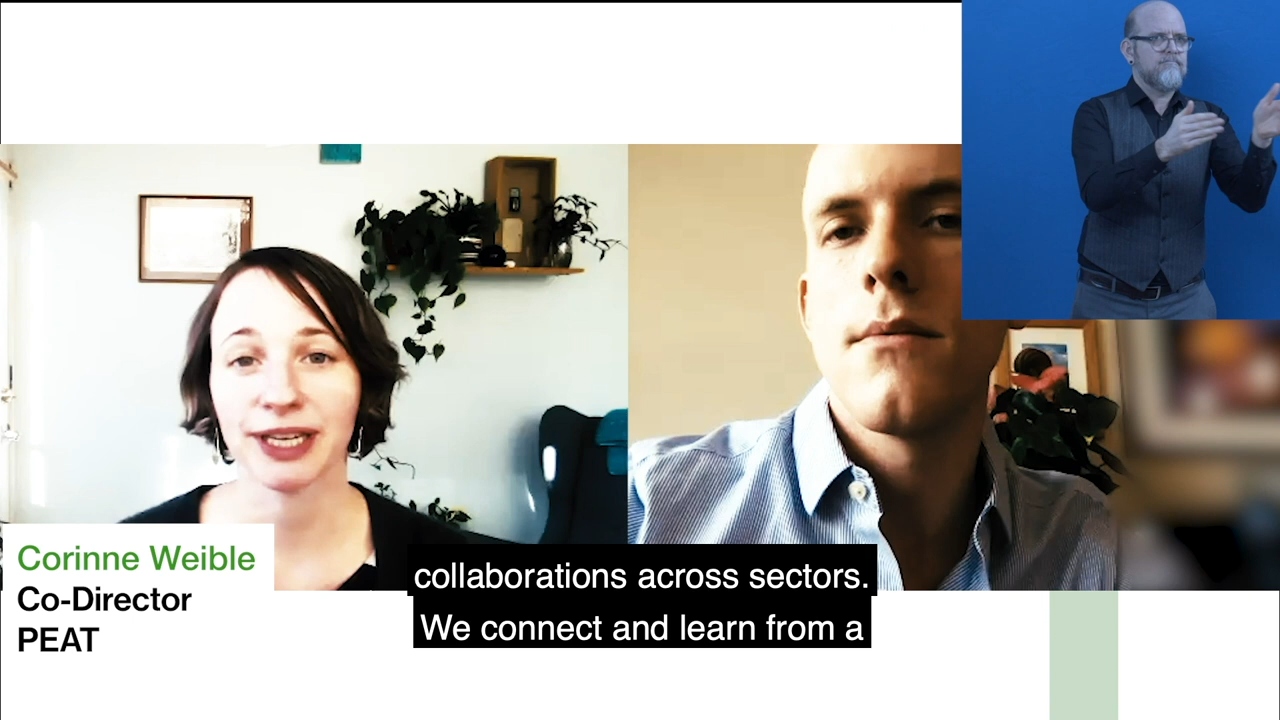 Corinne Weible
Co-Director
PEAT
collaborations across sectors.
We connect and learn from a